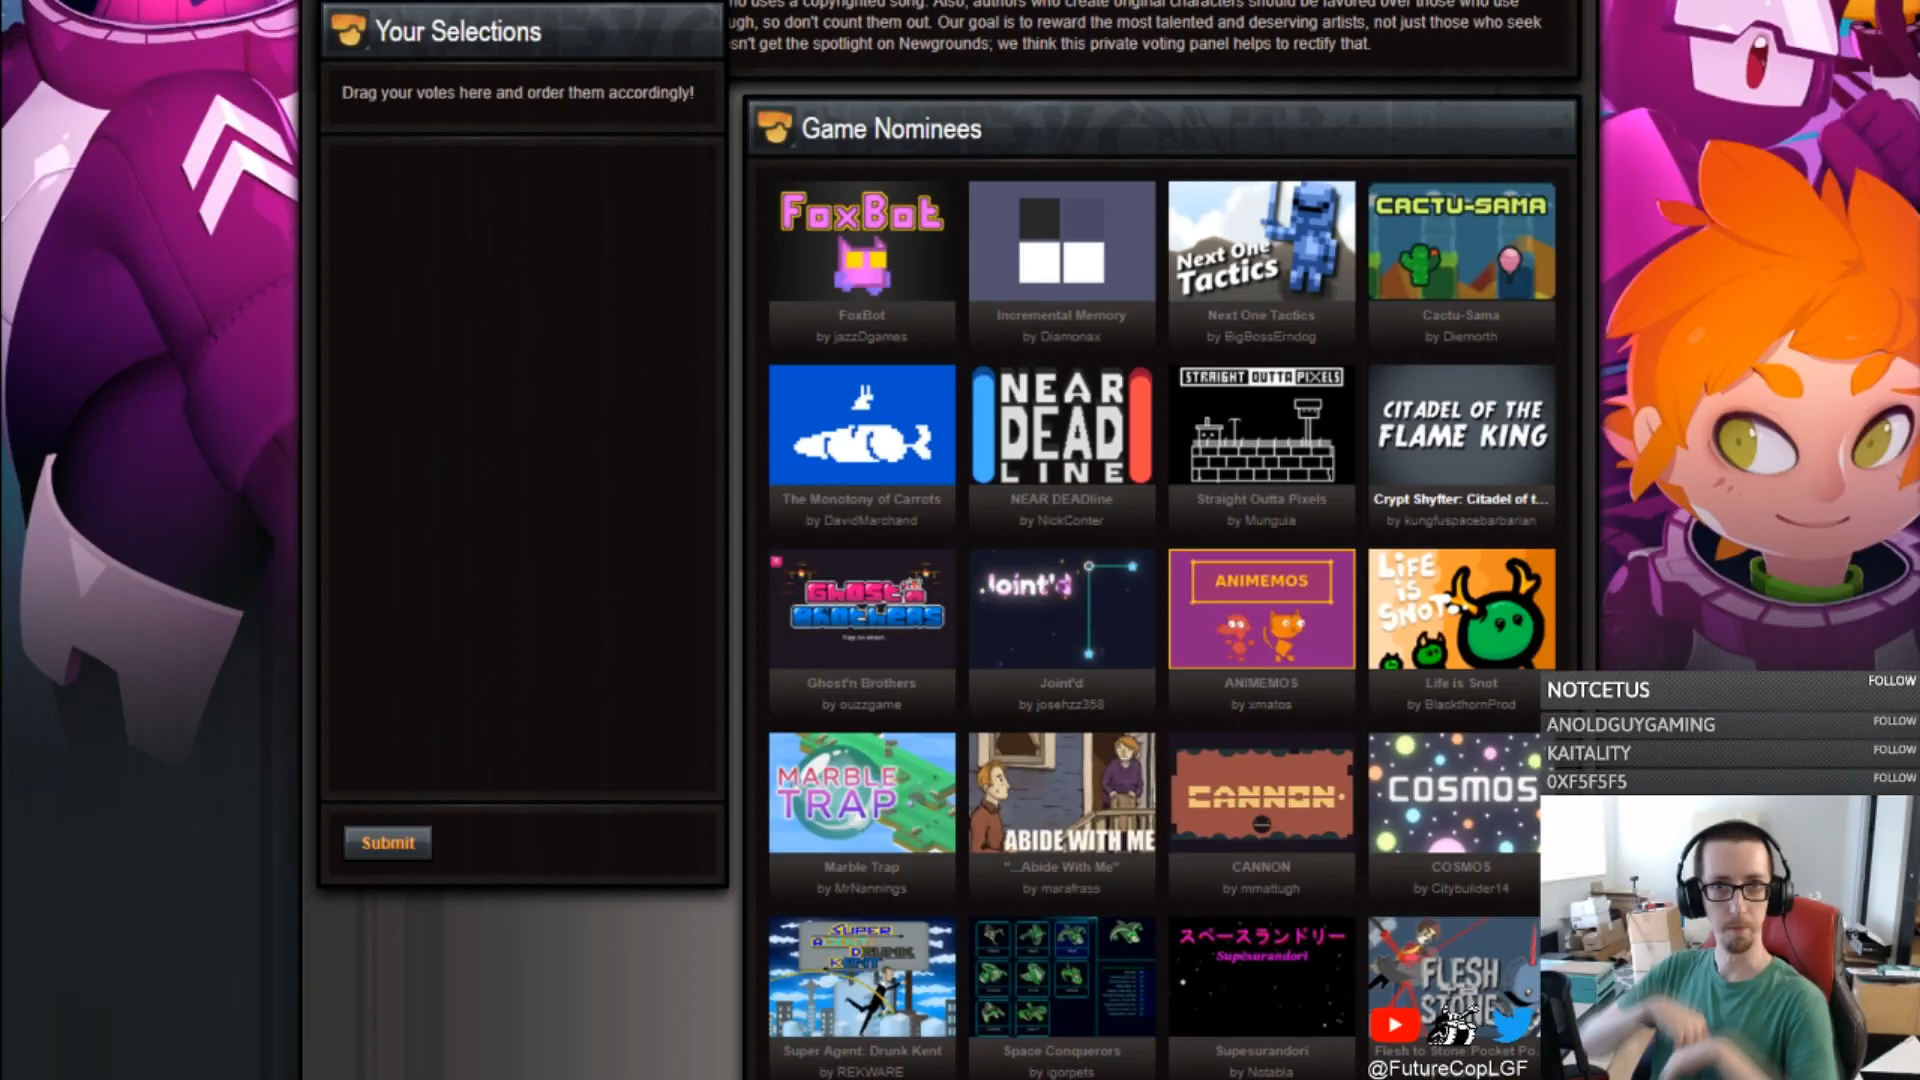 Your Selections
Drag your votes here and order them accordingly!
Submit
uses a copyrighted song. Also, authors who create original characters should be favored over those who use
ugh, so don't count them out. Our goal is to reward the most talented and deserving artists, not just those who seek
sn't get the spotlight on Newgrounds; we think this private voting panel helps to rectify that.
Game Nominees
FoxBot
FoxBot
by jazzDgames
Incremental Memory
by Diamonax
Next One
Tactics
Next One Tactics
by BigBossErndog
CACTU-SAMA
Cactu-Sama
by Diemorth
The Monotony of Carrots
by DavidMarchand
NEAR
DEAD
LINE
NEAR DEADline
by NickConter
STRAIGHT OUTTA PIXELS
Straight Outta Pixels
by Munguia
CITADEL OF THE
FLAME KING
Crypt Shyfter: Citadel of t...
by kungfuspacebarbarian
Ghost'n
Brothers
Ghost'n Brothers
by ouzzgame
Joint'd
Joint'd
by josehzz358
ANIMEMOS
ANIMEMOS
by xmatos
LiFE
iS
SNOT
Life is Snot
by BlackthornProd
MARBLE
TRAP
Marble Trap
by MrNannings
ABIDE WITH ME
"...Abide With Me"
by marafrass
CANNON
CANNON
by mmattugh
COSMOS
COSMOS
by Citybuilder14
SUPER
AGENT
DRUNK
KENT
Super Agent: Drunk Kent
by REKWARE
Space Conquerors
by igorpets
スペースランドリー
Supesurandori
Supesurandori
by Notabla
FLESH
STONE
Flesh to Stone Pocket Po...
@FutureCopLGF
NOTCETUS FOLLOW
ANOLDGUYGAMING FOLLOW
KAITALITY FOLLOW
0XF5F5F5 FOLLOW